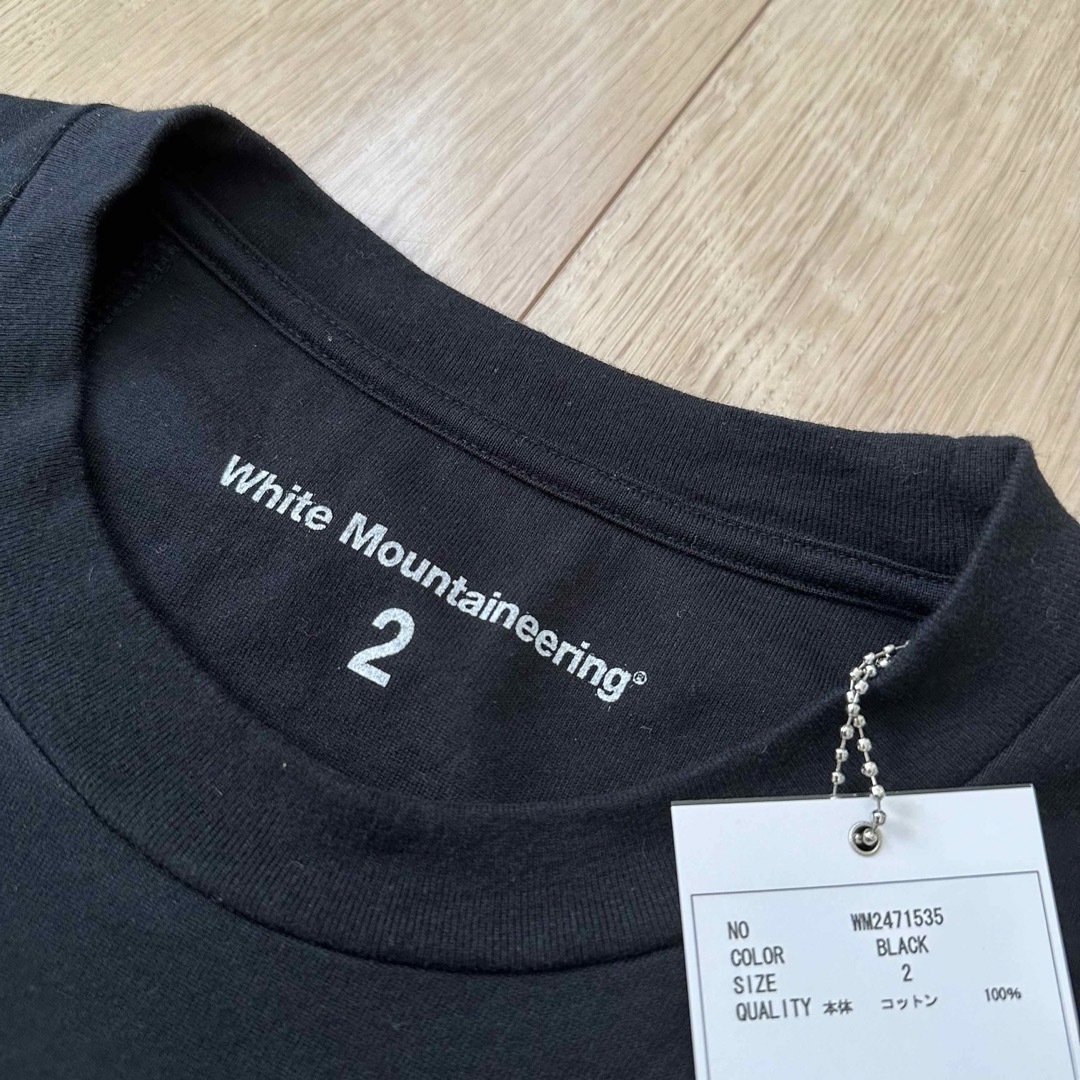 White Mountaineering®
2
NO WM2471535
COLOR BLACK
SIZE 2
QUALITY 本体 コットン 100%